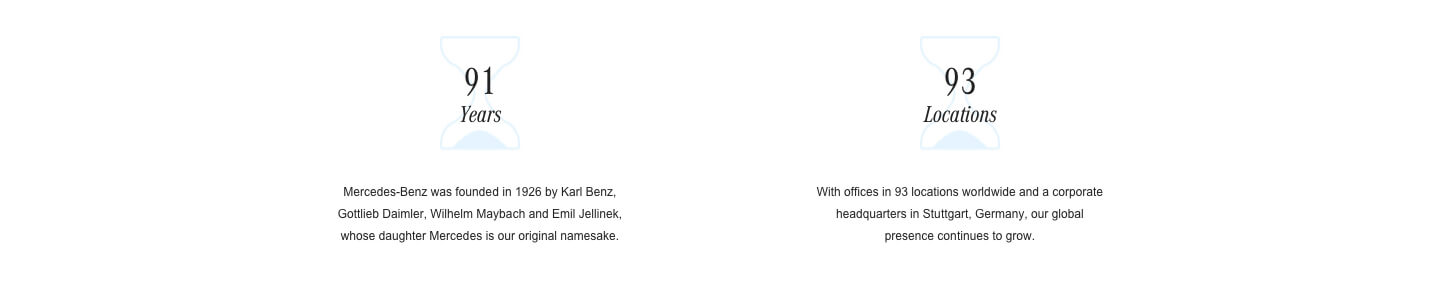 91
Years
Mercedes-Benz was founded in 1926 by Karl Benz,
Gottlieb Daimler, Wilhelm Maybach and Emil Jellinek,
whose daughter Mercedes is our original namesake.
93
Locations
With offices in 93 locations worldwide and a corporate
headquarters in Stuttgart, Germany, our global
presence continues to grow.